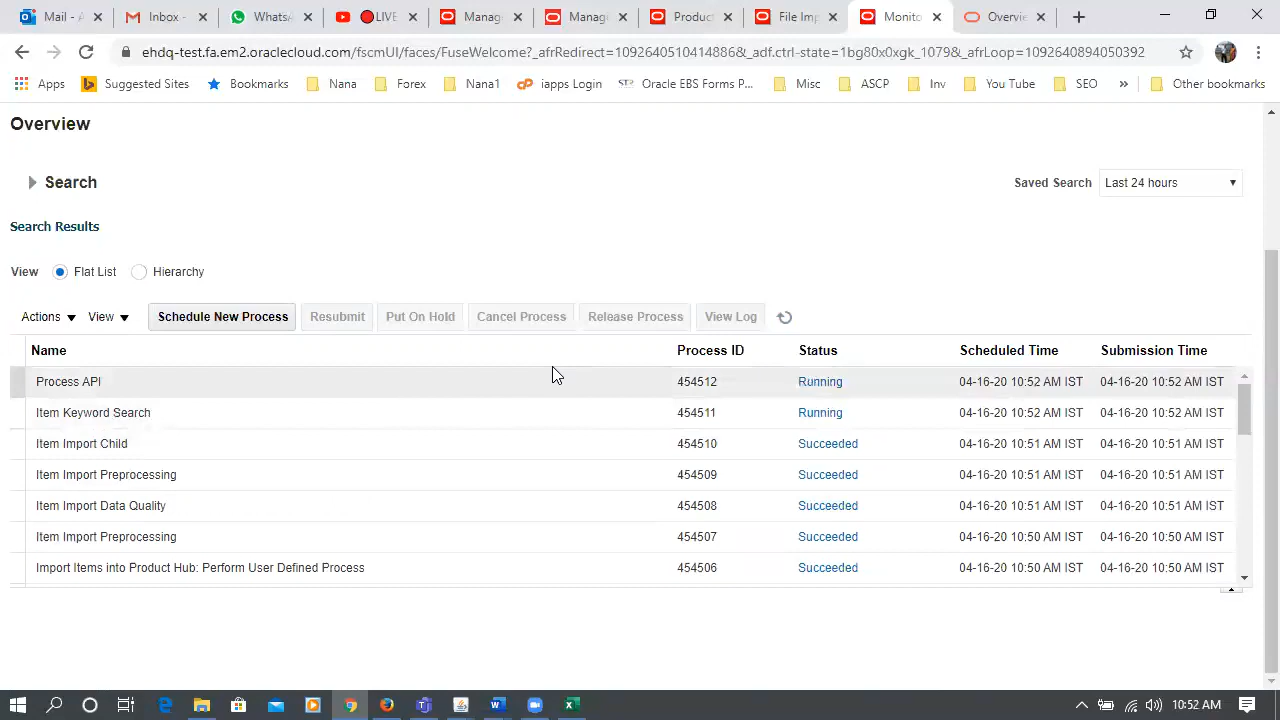 Mail - A
Inbox -
WhatsA
LIVE
Manag
Manag
Product
File Imp
Monito
Overvie
ehdq-test.fa.em2.oraclecloud.com/fscmUI/faces/FuseWelcome?_afrRedirect=10926405104148868&_adf.ctrl-state=1bg80x0xgk_1079&_afrLoop=1092640894050392
Apps
Suggested Sites
Bookmarks
Nana
Forex
Nana1
iapps Login
Oracle EBS Forms P...
Misc
ASCP
Inv
You Tube
SEO
»
Other bookmarks
Overview
Search
Saved Search
Last 24 hours
Search Results
View Flat List Hierarchy
Actions View Schedule New Process Resubmit Put On Hold Cancel Process Release Process View Log
Name Process ID Status Scheduled Time Submission Time
Process API 454512 Running 04-16-20 10:52 AM IST 04-16-20 10:52 AM IST
Item Keyword Search 454511 Running 04-16-20 10:52 AM IST 04-16-20 10:52 AM IST
Item Import Child 454510 Succeeded 04-16-20 10:51 AM IST 04-16-20 10:51 AM IST
Item Import Preprocessing 454509 Succeeded 04-16-20 10:51 AM IST 04-16-20 10:51 AM IST
Item Import Data Quality 454508 Succeeded 04-16-20 10:51 AM IST 04-16-20 10:51 AM IST
Item Import Preprocessing 454507 Succeeded 04-16-20 10:50 AM IST 04-16-20 10:50 AM IST
Import Items into Product Hub: Perform User Defined Process 454506 Succeeded 04-16-20 10:50 AM IST 04-16-20 10:50 AM IST
10:52 AM